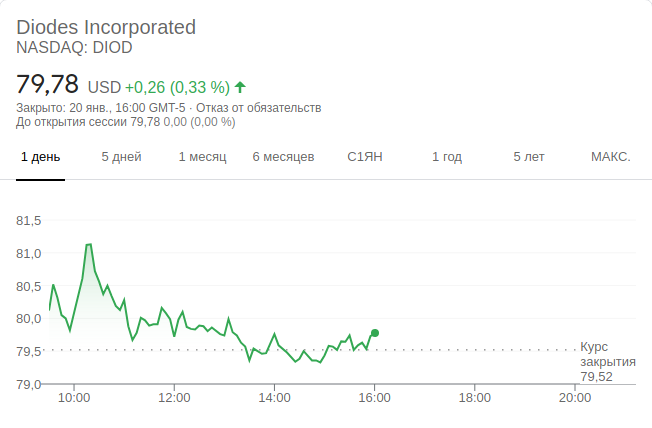 Diodes Incorporated
NASDAQ: DIOD
79,78 USD +0,26 (0,33 %)
Закрыто: 20 янв., 16:00 GMT-5 · Отказ от обязательств
До открытия сессии 79,78 0,00 (0,00 %)
1 день 5 дней 1 месяц 6 месяцев С1ЯН 1 год 5 лет МАКС.
81,5
81,0
80,5
80,0
79,5
79,0
Курс
закрытия
79,52
10:00 12:00 14:00 16:00 18:00 20:00